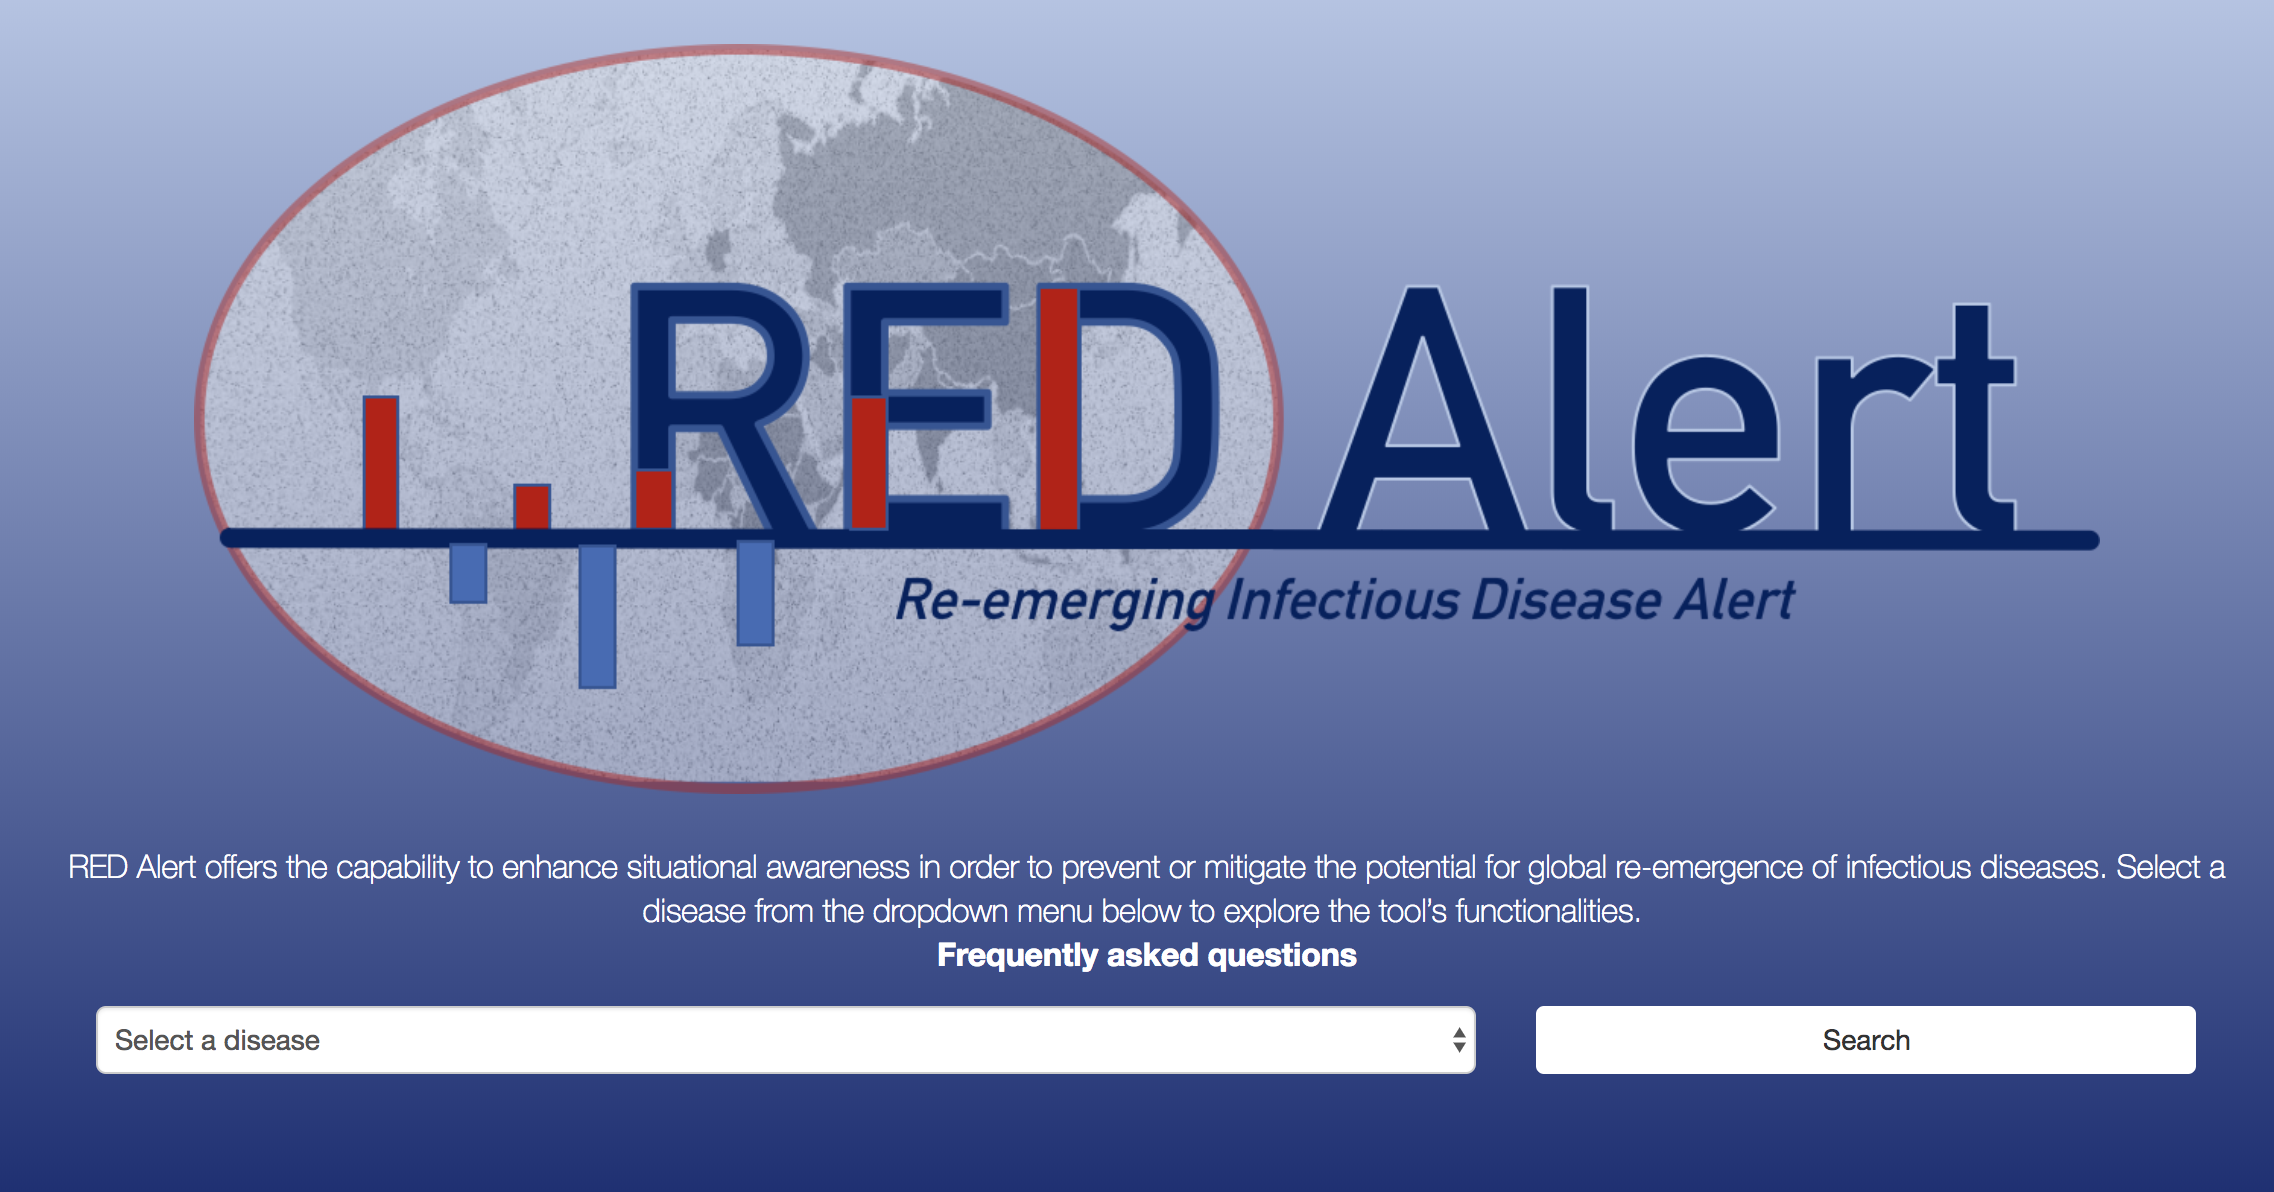 RED Alert
Re-emerging Infectious Disease Alert
RED Alert offers the capability to enhance situational awareness in order to prevent or mitigate the potential for global re-emergence of infectious diseases. Select a
disease from the dropdown menu below to explore the tool's functionalities.
Frequently asked questions
Select a disease
Search